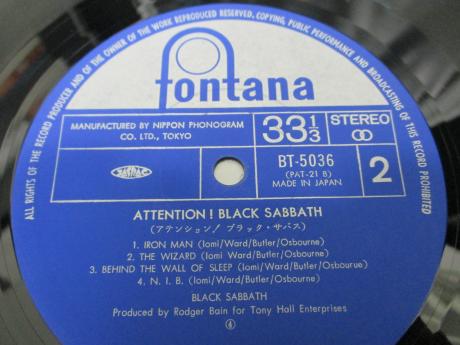 ALL RIGHTS OF THE RECORD PRODUCER AND OF THE OWNER OF THE WORK REPRODUCED RESERVED. COPYING, PUBLIC PERFORMANCE AND BROADCASTING OF THIS RECORD PROHIBITED
fontana
MANUFACTURED BY NIPPON PHONOGRAM
CO. LTD., TOKYO
33 1/3
STEREO
BT-5036
(PAT-21 B)
MADE IN JAPAN
2
JASRAC
ATTENTION! BLACK SABBATH
(アテンション! ブラック・サバス)
1. IRON MAN (Iomi/Ward/Butler/Osbourne)
2. THE WIZARD (Iomi Ward/Butler/Osbourne)
3. BEHIND THE WALL OF SLEEP (Iomi/Ward/Butler/Osbourue)
4. N. I. B. (Iomi/Ward/Butler/Osbourne)
BLACK SABBATH
Produced by Rodger Bain for Tony Hall Enterprises